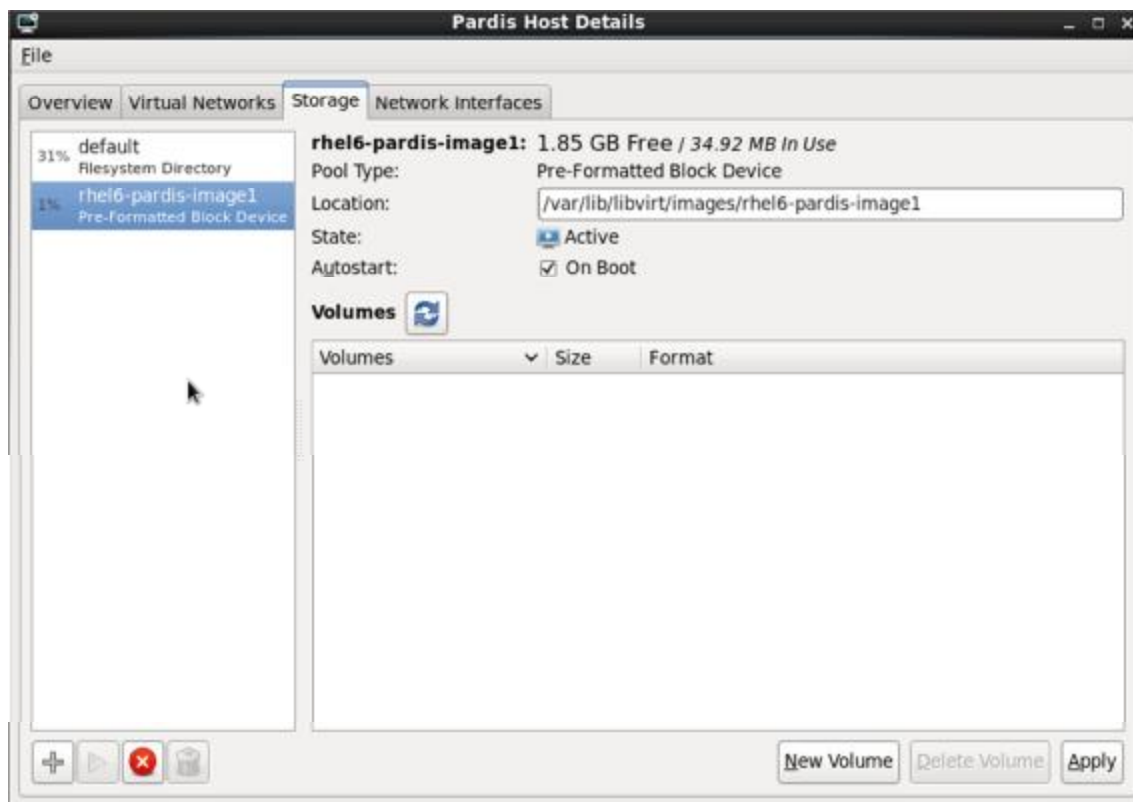 Pardis Host Details
File
Overview Virtual Networks Storage Network Interfaces
31% default
Filesystem Directory
1% rhel6-pardis-image1
Pre-Formatted Block Device
rhel6-pardis-image1: 1.85 GB Free / 34.92 MB In Use
Pool Type: Pre-Formatted Block Device
Location: /var/lib/libvirt/images/rhel6-pardis-image1
State: Active
Autostart: On Boot
Volumes
Volumes Size Format
New Volume Delete Volume Apply